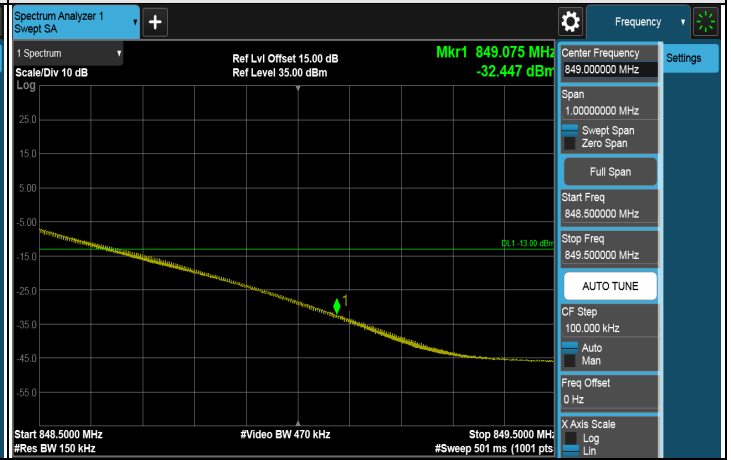 Spectrum Analyzer 1
Swept SA
+
Frequency
1 Spectrum
Scale/Div 10 dB
Log
Ref Lvl Offset 15.00 dB
Ref Level 35.00 dBm
Mkr1 849.075 MHz
-32.447 dBm
25.0
15.0
5.00
-5.00
-15.0
-25.0
-35.0
-45.0
-55.0
DL1 -13.00 dBm
1
Start 848.5000 MHz
#Res BW 150 kHz
#Video BW 470 kHz
Stop 849.5000 MHz
#Sweep 501 ms (1001 pts
Center Frequency
849.000000 MHz
Span
1.00000000 MHz
Swept Span
Zero Span
Full Span
Start Freq
848.500000 MHz
Stop Freq
849.500000 MHz
AUTO TUNE
CF Step
100.000 kHz
Auto
Man
Freq Offset
0 Hz
X Axis Scale
Log
Lin
Settings